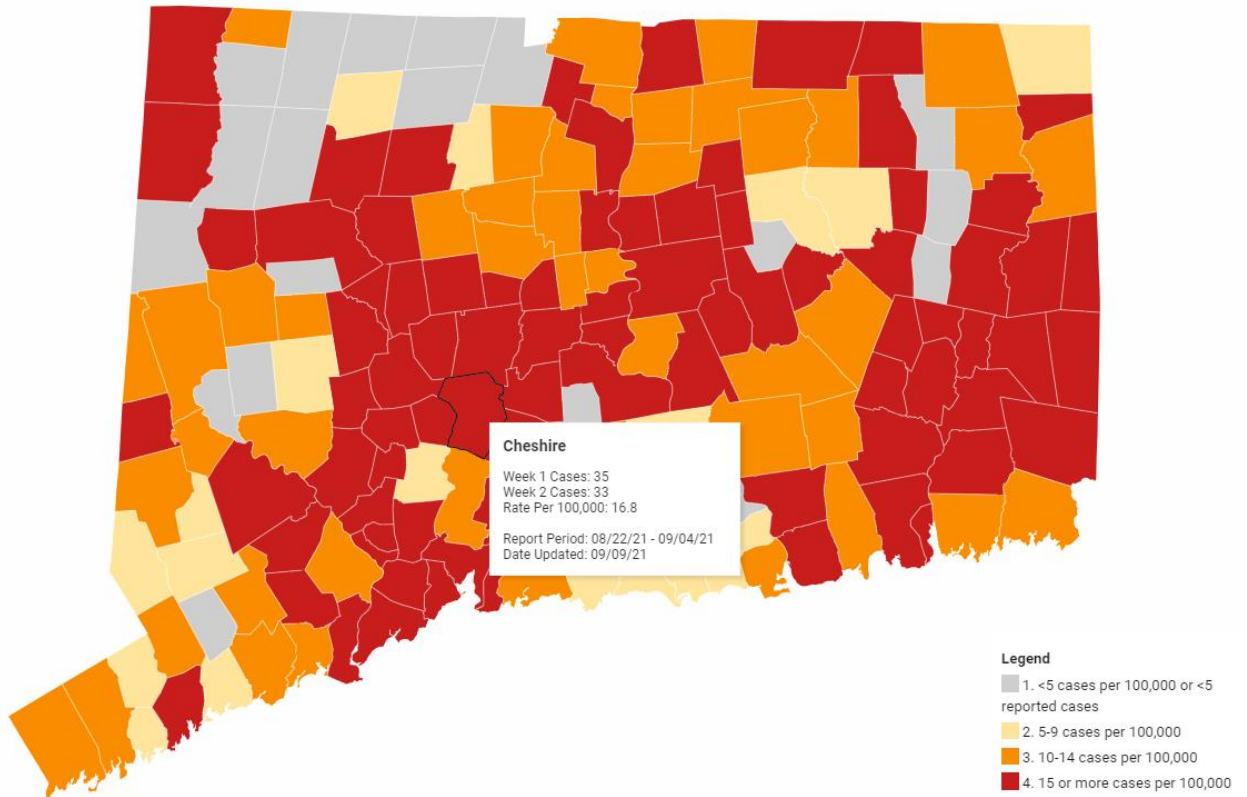 Cheshire
Week 1 Cases: 35
Week 2 Cases: 33
Rate Per 100,000: 16.8
Report Period: 08/22/21 - 09/04/21
Date Updated: 09/09/21
Legend
1. <5 cases per 100,000 or <5
reported cases
2. 5-9 cases per 100,000
3. 10-14 cases per 100,000
4. 15 or more cases per 100,000